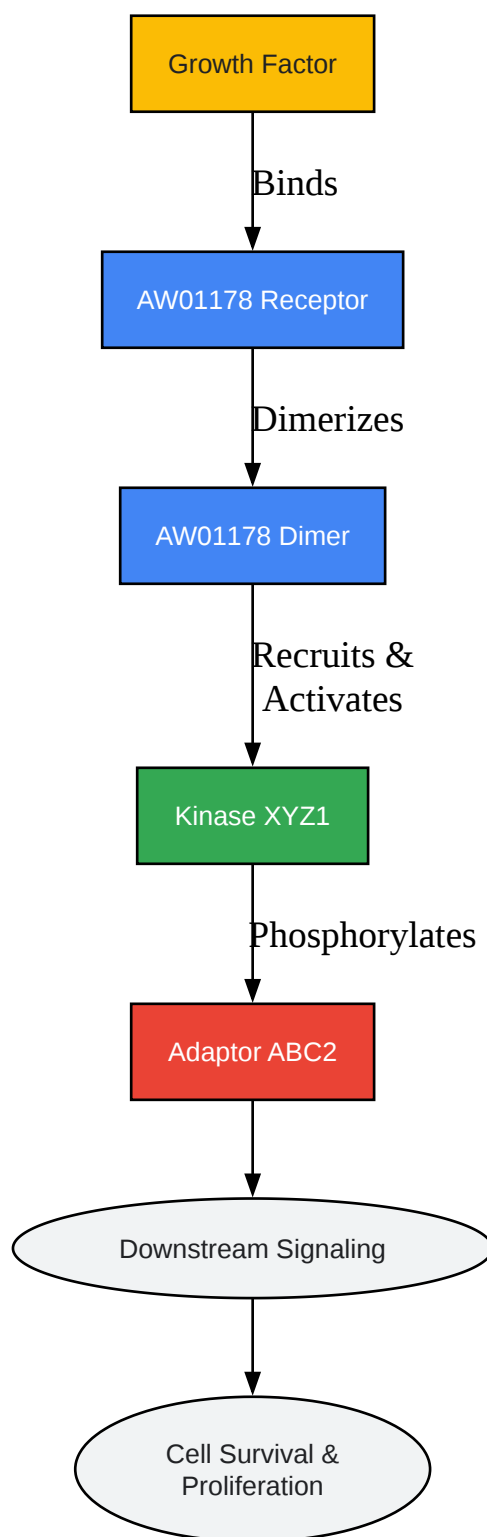 Growth Factor
Binds
AW01178 Receptor
Dimerizes
AW01178 Dimer
Recruits &
Activates
Kinase XYZ1
Phosphorylates
Adaptor ABC2
Downstream Signaling
Cell Survival &
Proliferation